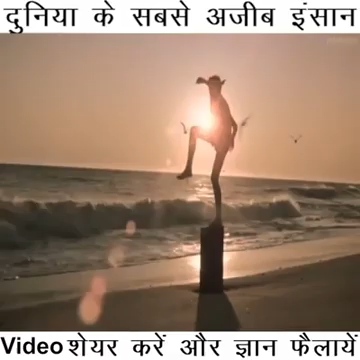 दुनिया के सबसे अजीब इंसान
Video शेयर करें और ज्ञान फैलायें